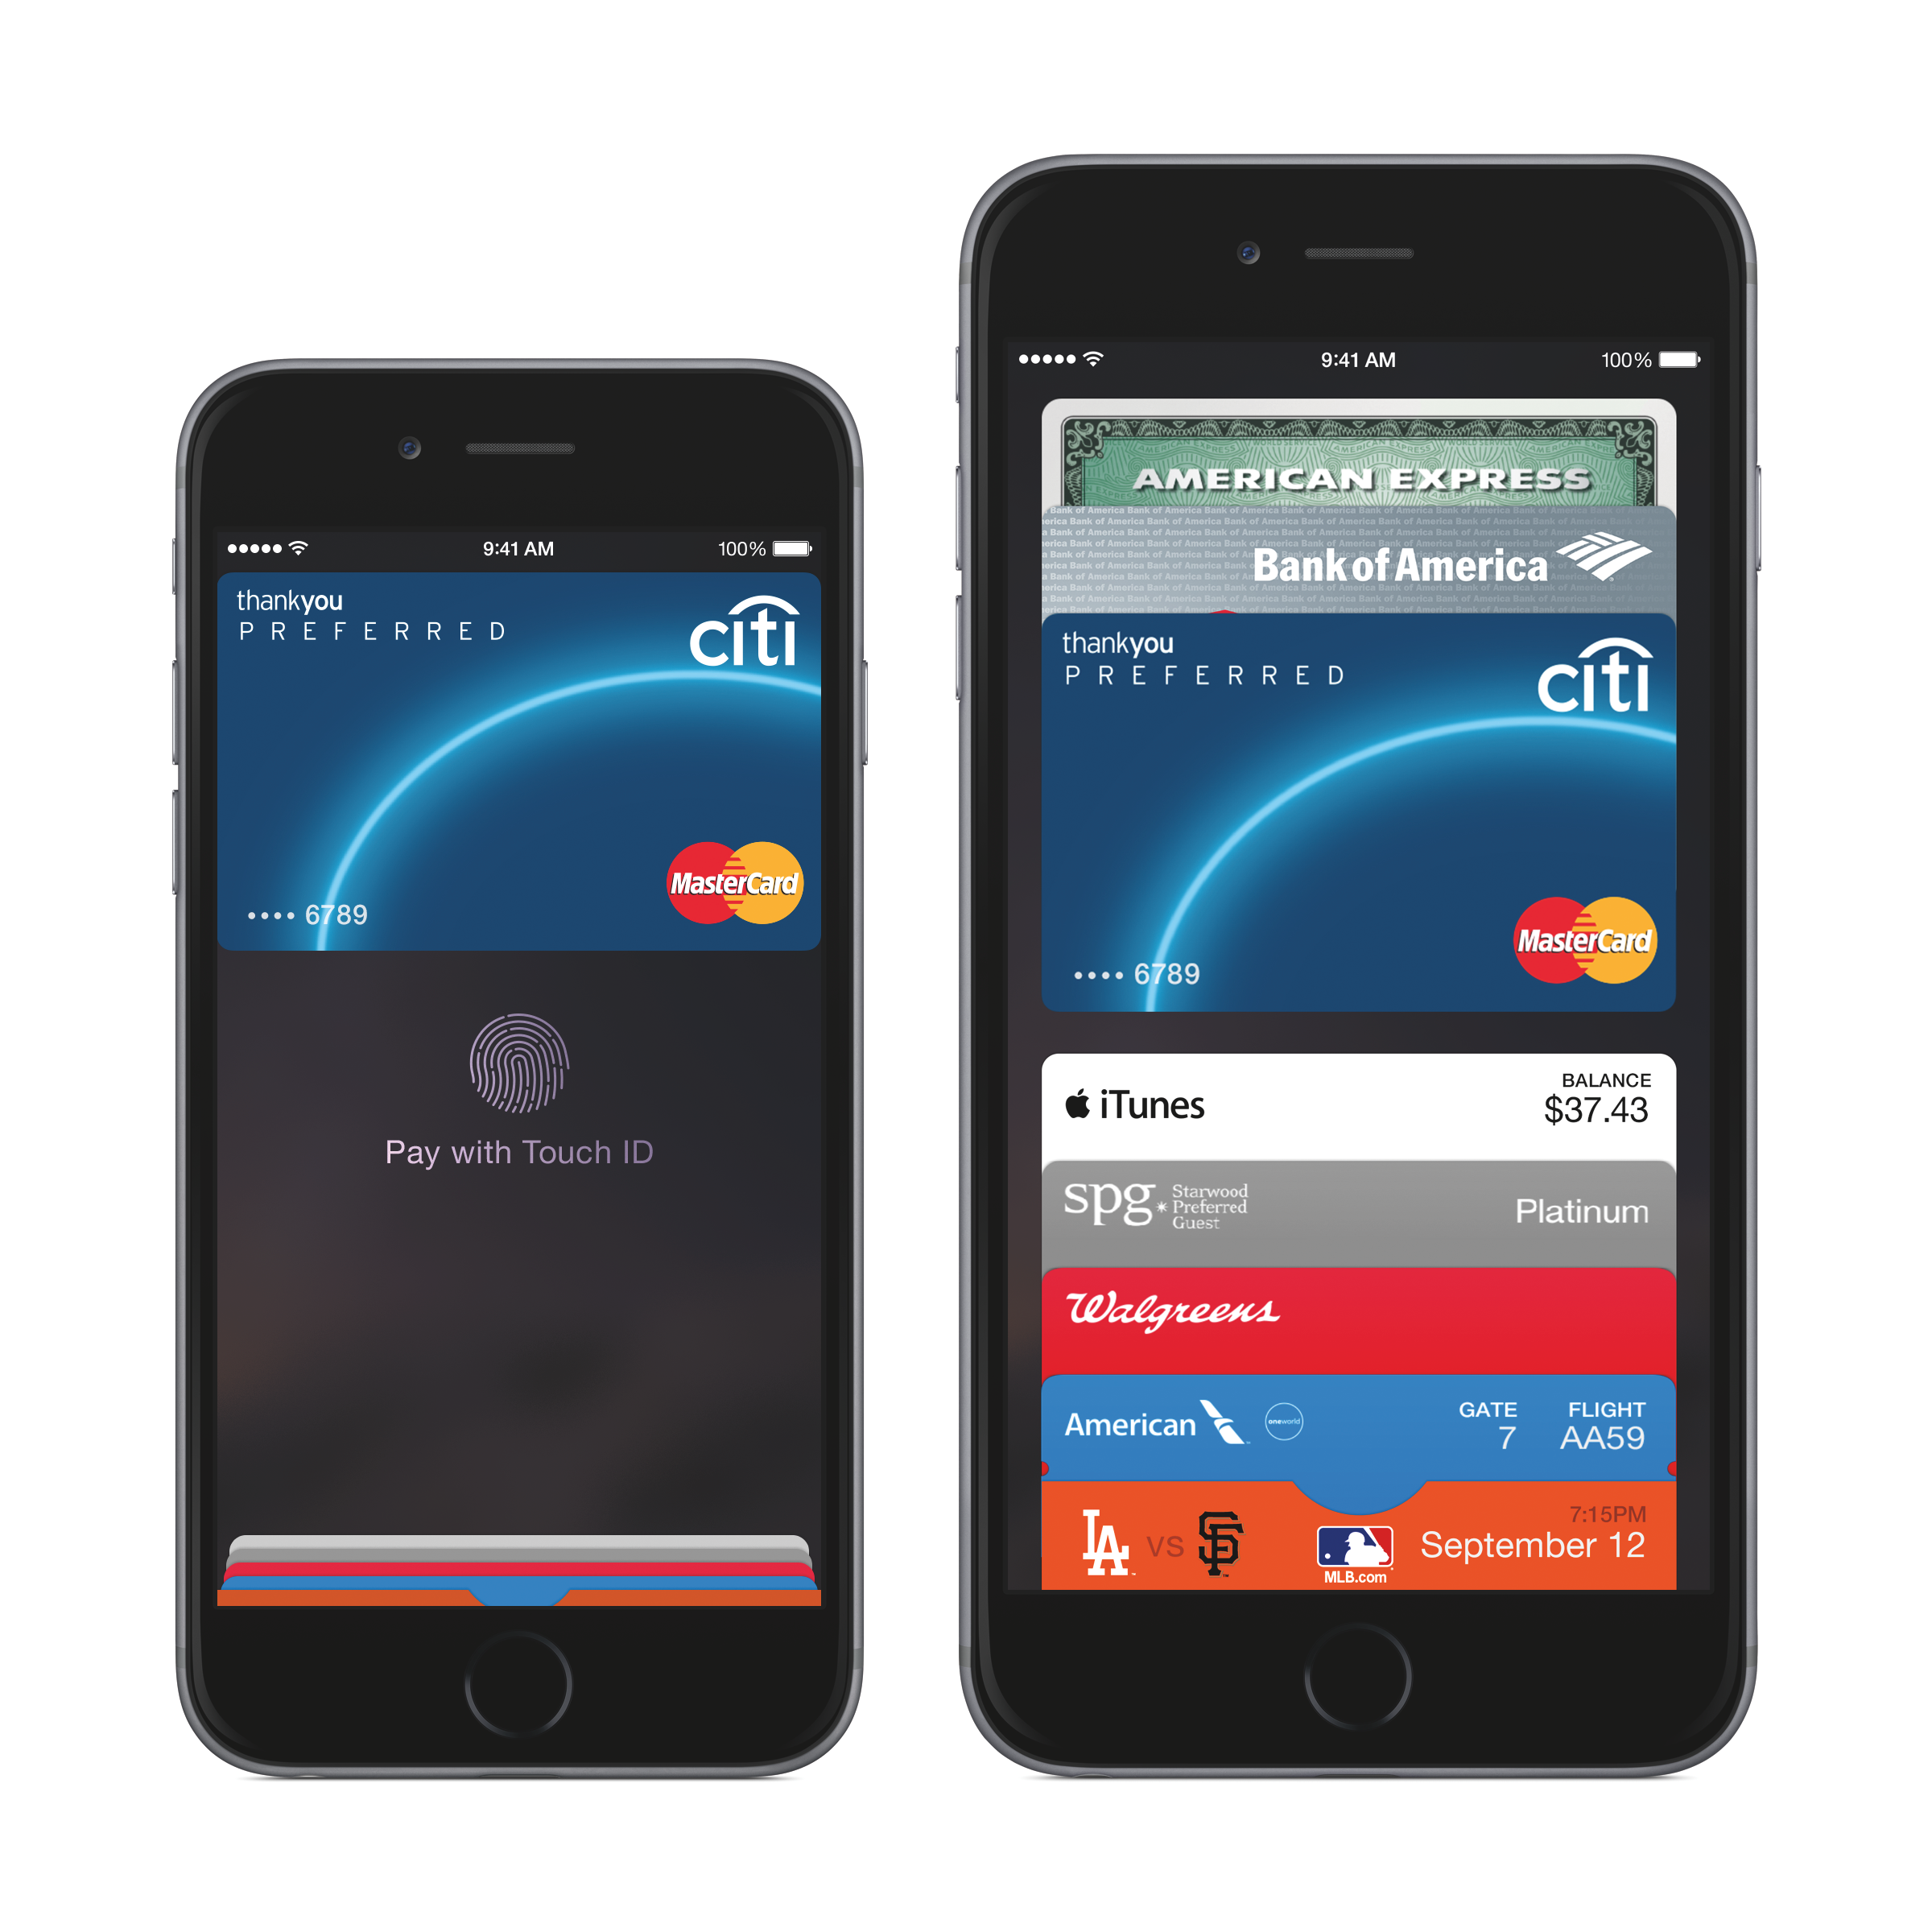 9:41 AM 100%
thankyou
PREFERRED
citi
MasterCard
•••• 6789
Pay with Touch ID
9:41 AM 100%
AMERICAN EXPRESS
Bank of America
thankyou
PREFERRED
citi
MasterCard
•••• 6789
iTunes
BALANCE
$37.43
spg Starwood
Preferred
Guest
Platinum
Walgreens
American
oneworld
GATE FLIGHT
7 AA59
LA VS SF
MLB.com
7:15PM
September 12